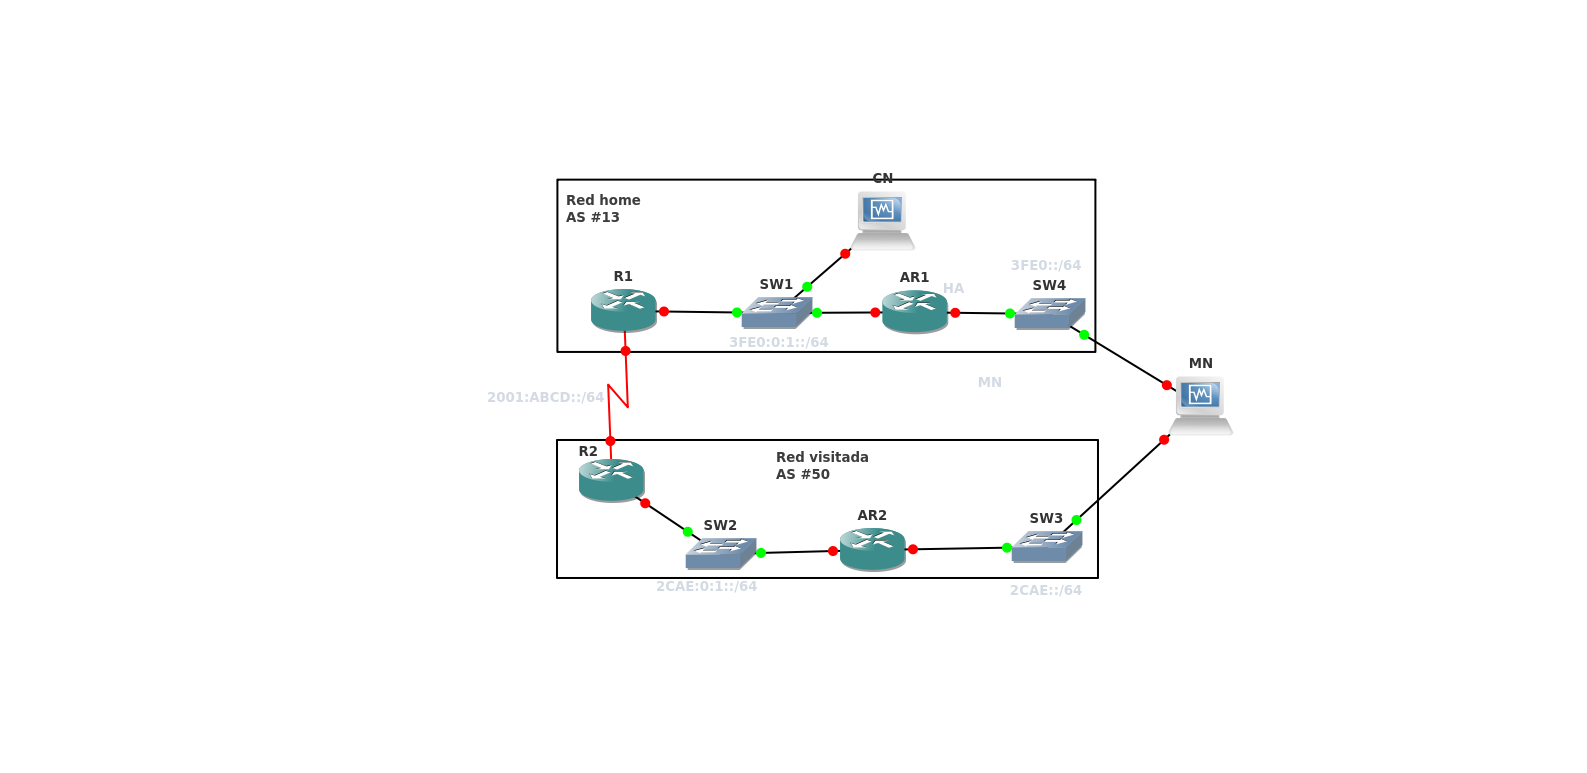 CN
Red home
AS #13
3FE0::/64
R1
SW1
AR1
HA
SW4
3FE0:0:1::/64
MN
MN
2001:ABCD::/64
R2
Red visitada
AS #50
SW2
AR2
SW3
2CAE:0:1::/64
2CAE::/64